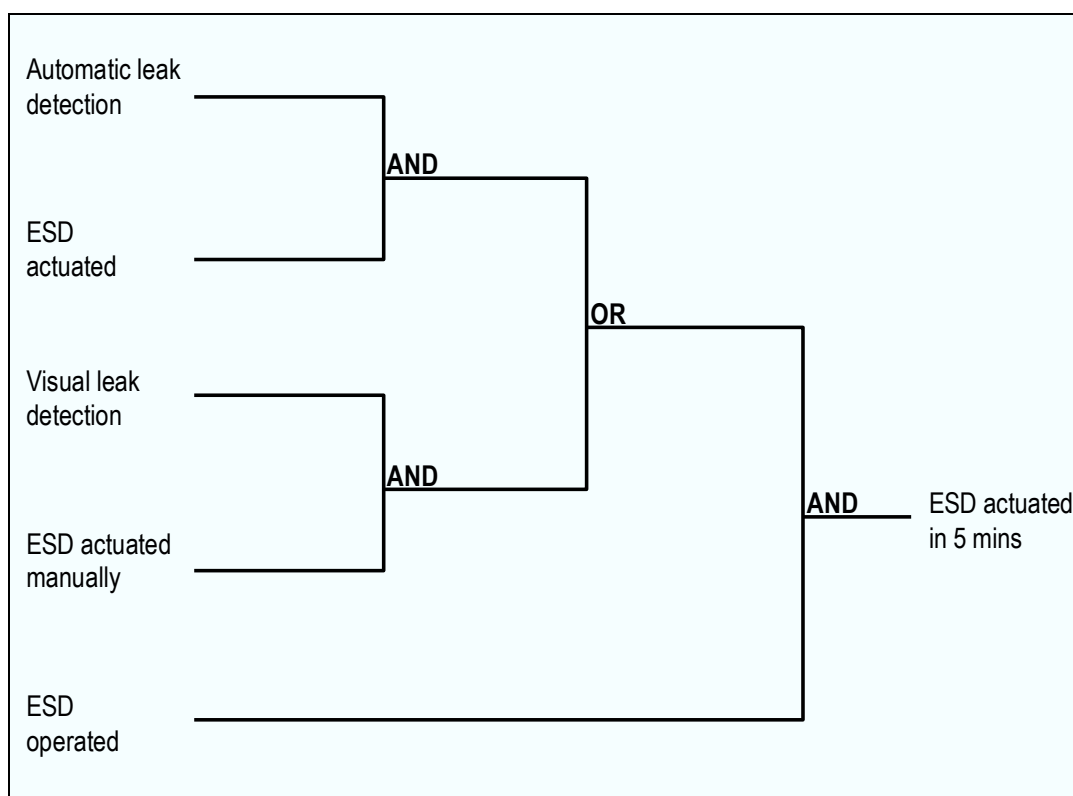 Automatic leak
detection
AND
ESD
actuated
OR
Visual leak
detection
AND
ESD actuated
manually
AND
ESD actuated
in 5 mins
ESD
operated